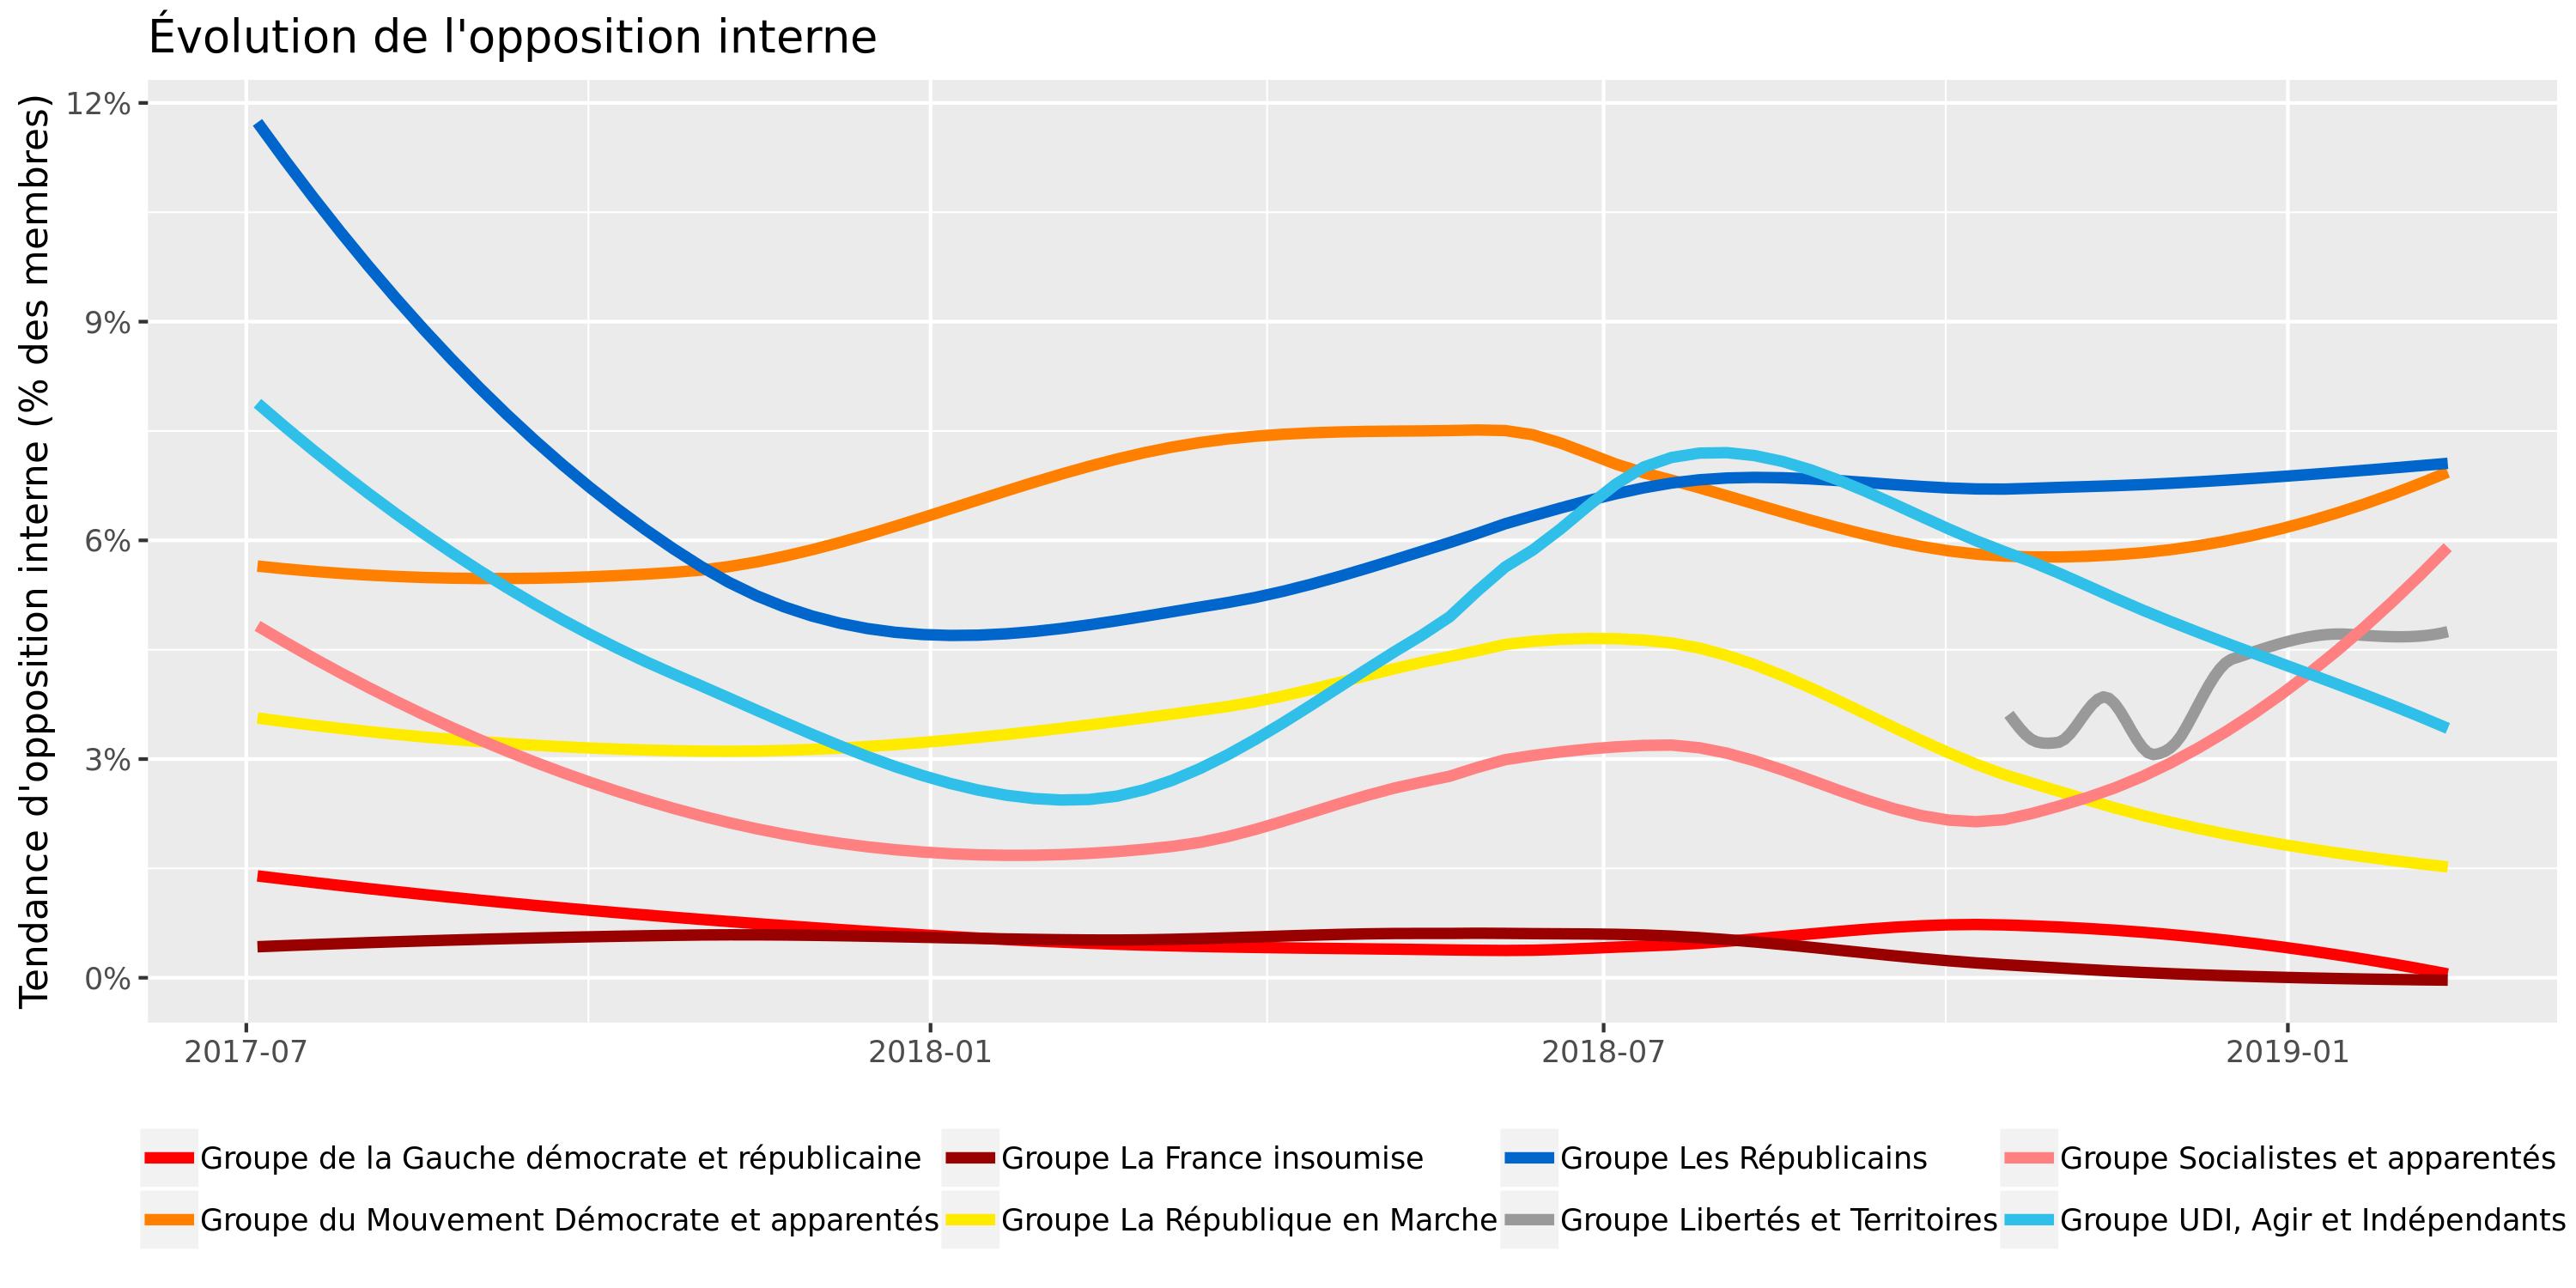 Évolution de l'opposition interne
Tendance d'opposition interne (% des membres)
12%
9%
6%
3%
0%
2017-07 2018-01 2018-07 2019-01
Groupe de la Gauche démocrate et républicaine Groupe La France insoumise Groupe Les Républicains Groupe Socialistes et apparentés
Groupe du Mouvement Démocrate et apparentés Groupe La République en Marche Groupe Libertés et Territoires Groupe UDI, Agir et Indépendants